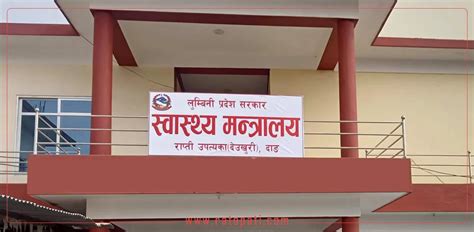 लुम्बिनी प्रदेश सरकार
स्वास्थ्य मन्त्रालय
राप्ती उपत्यका(देउखुरी), दाङ
www.ratopati.com